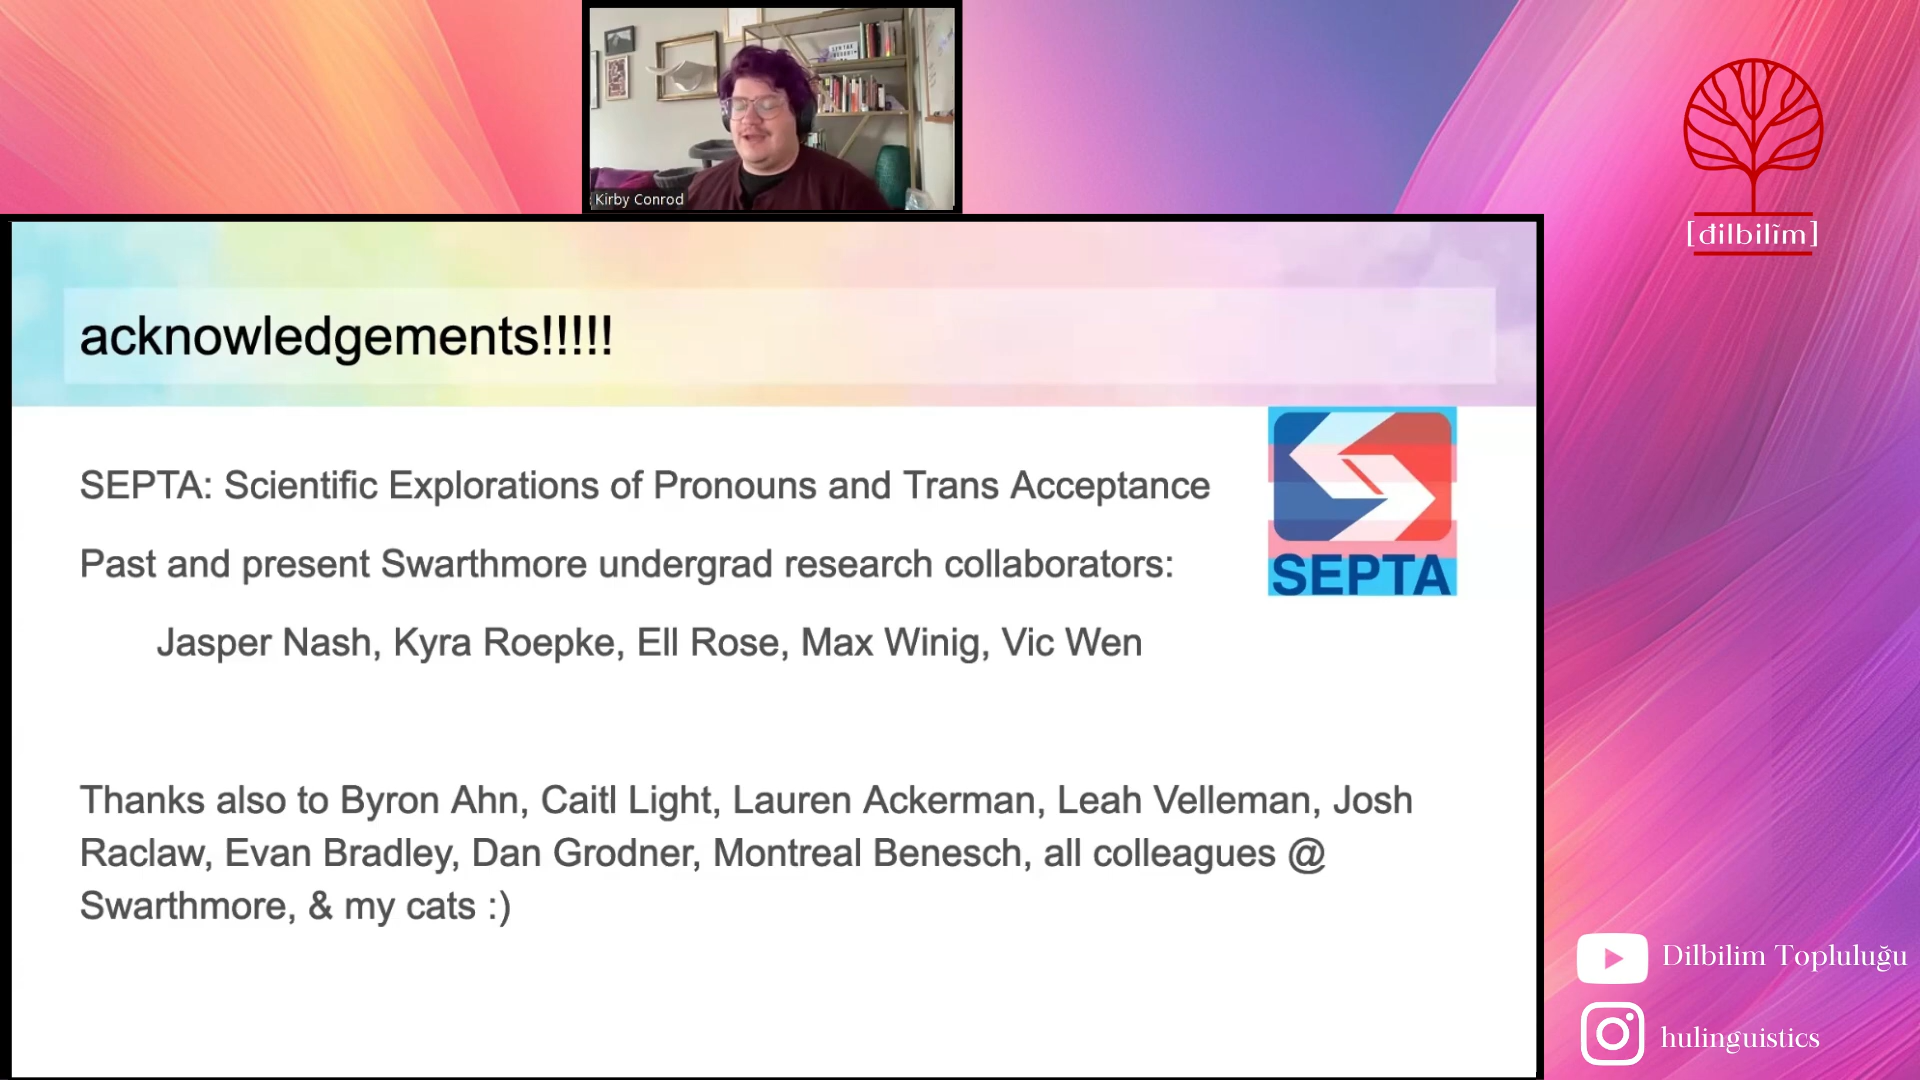 Kirby Conrod
[dilbilim]
acknowledgements!!!!!
SEPTA: Scientific Explorations of Pronouns and Trans Acceptance
SEPTA
Past and present Swarthmore undergrad research collaborators:
Jasper Nash, Kyra Roepke, Ell Rose, Max Winig, Vic Wen
Thanks also to Byron Ahn, Caitl Light, Lauren Ackerman, Leah Velleman, Josh
Raclaw, Evan Bradley, Dan Grodner, Montreal Benesch, all colleagues @
Swarthmore, & my cats :)
Dilbilim Topluluğu
hulinguistics